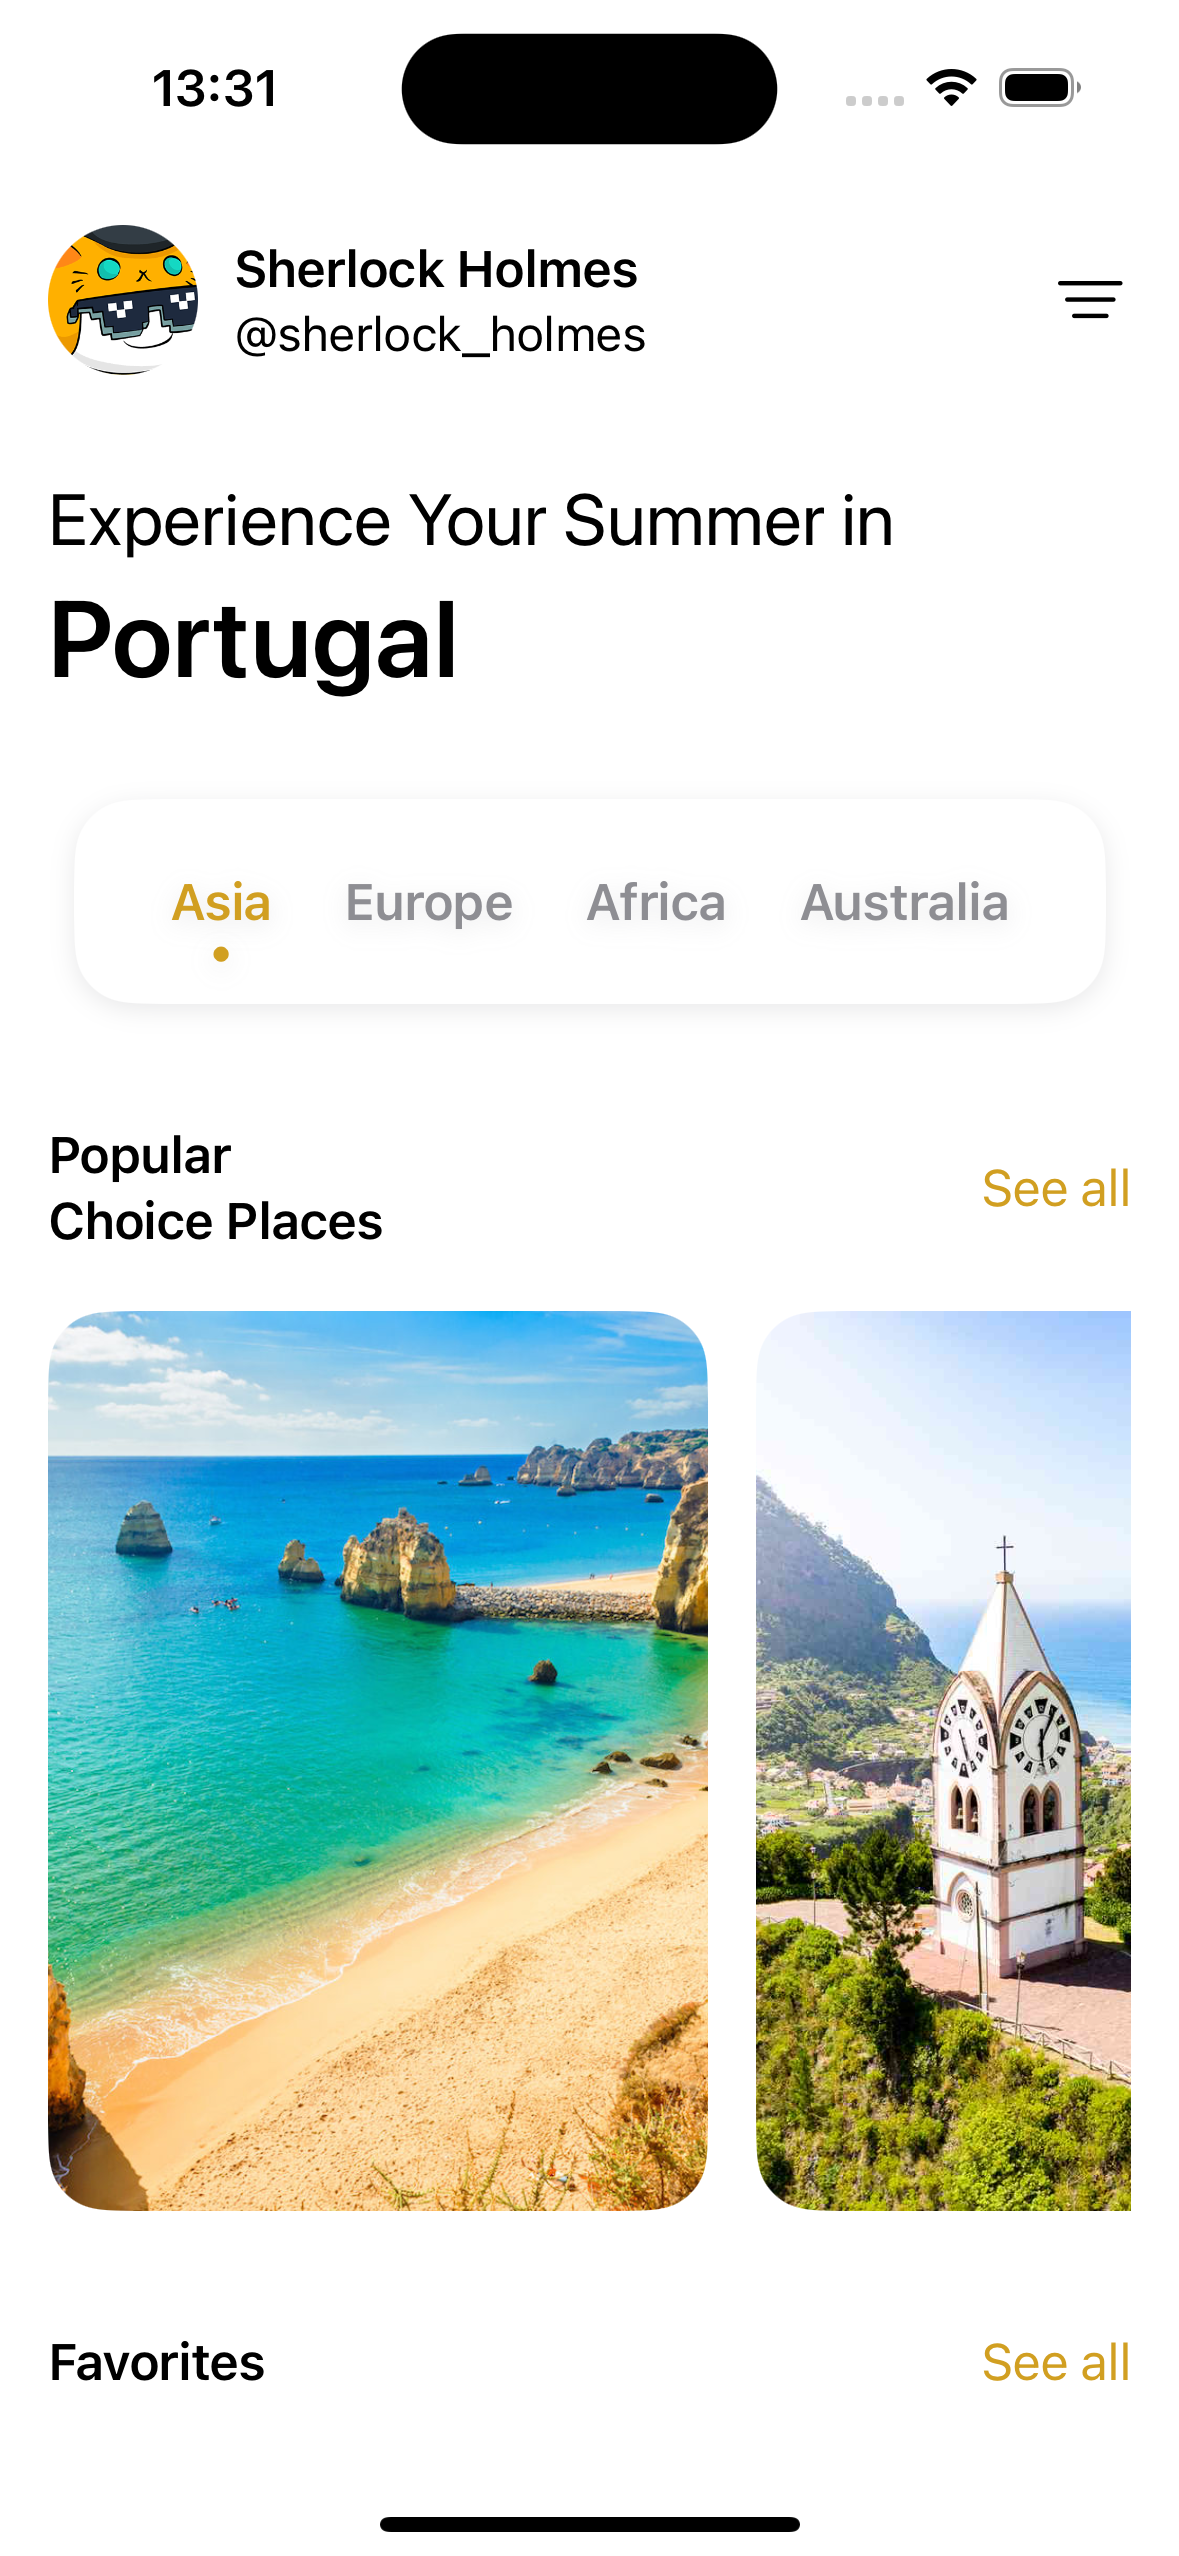 13:31
Sherlock Holmes
@sherlock_holmes
Experience Your Summer in
Portugal
Asia Europe Africa Australia
Popular
Choice Places
See all
Favorites
See all